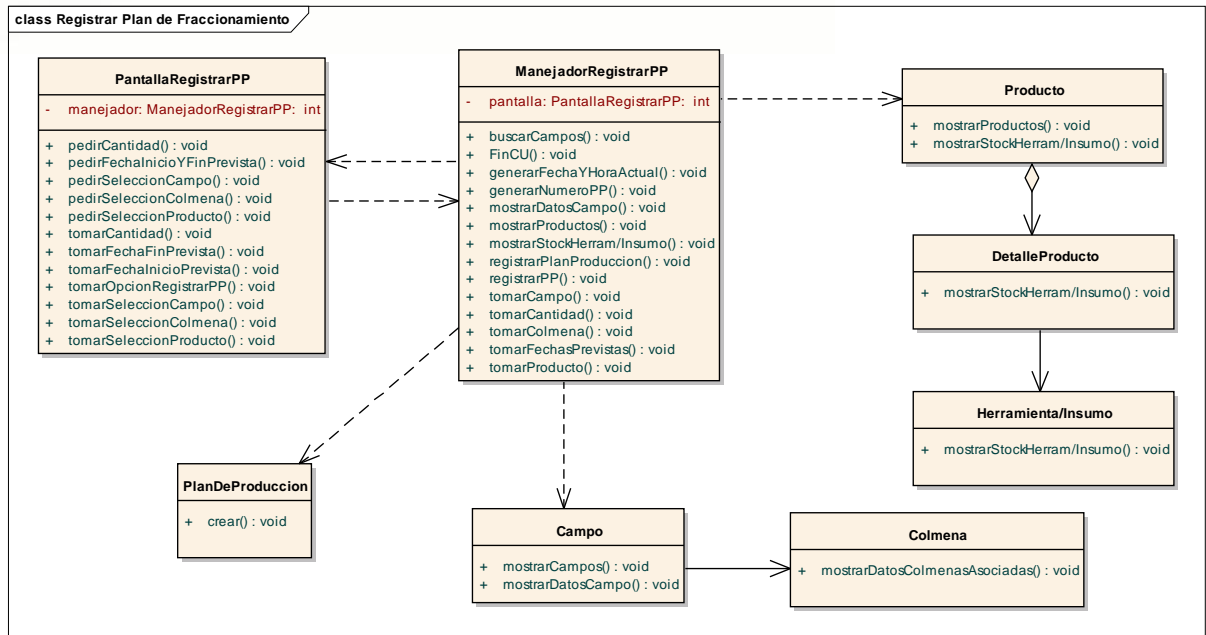 class Registrar Plan de Fraccionamiento
PantallaRegistrarPP
- manejador: ManejadorRegistrarPP: int
+ pedirCantidad() : void
+ pedirFechaInicioYFinPrevista() : void
+ pedirSeleccionCampo() : void
+ pedirSeleccionColmena() : void
+ pedirSeleccionProducto() : void
+ tomarCantidad() : void
+ tomarFechaFinPrevista() : void
+ tomarFechaInicioPrevista() : void
+ tomarOpcionRegistrarPP() : void
+ tomarSeleccionCampo() : void
+ tomarSeleccionColmena() : void
+ tomarSeleccionProducto() : void
ManejadorRegistrarPP
- pantalla: PantallaRegistrarPP: int
+ buscarCampos() : void
+ FinCU() : void
+ generarFechaYHoraActual() : void
+ generarNumeroPP() : void
+ mostrarDatosCampo() : void
+ mostrarProductos() : void
+ mostrarStockHerram/Insumo() : void
+ registrarPlanProduccion() : void
+ registrarPP() : void
+ tomarCampo() : void
+ tomarCantidad() : void
+ tomarColmena() : void
+ tomarFechasPrevistas() : void
+ tomarProducto() : void
Producto
+ mostrarProductos() : void
+ mostrarStockHerram/Insumo() : void
DetalleProducto
+ mostrarStockHerram/Insumo() : void
Herramienta/Insumo
+ mostrarStockHerram/Insumo() : void
PlanDeProduccion
+ crear() : void
Campo
+ mostrarCampos() : void
+ mostrarDatosCampo() : void
Colmena
+ mostrarDatosColmenasAsociadas() : void